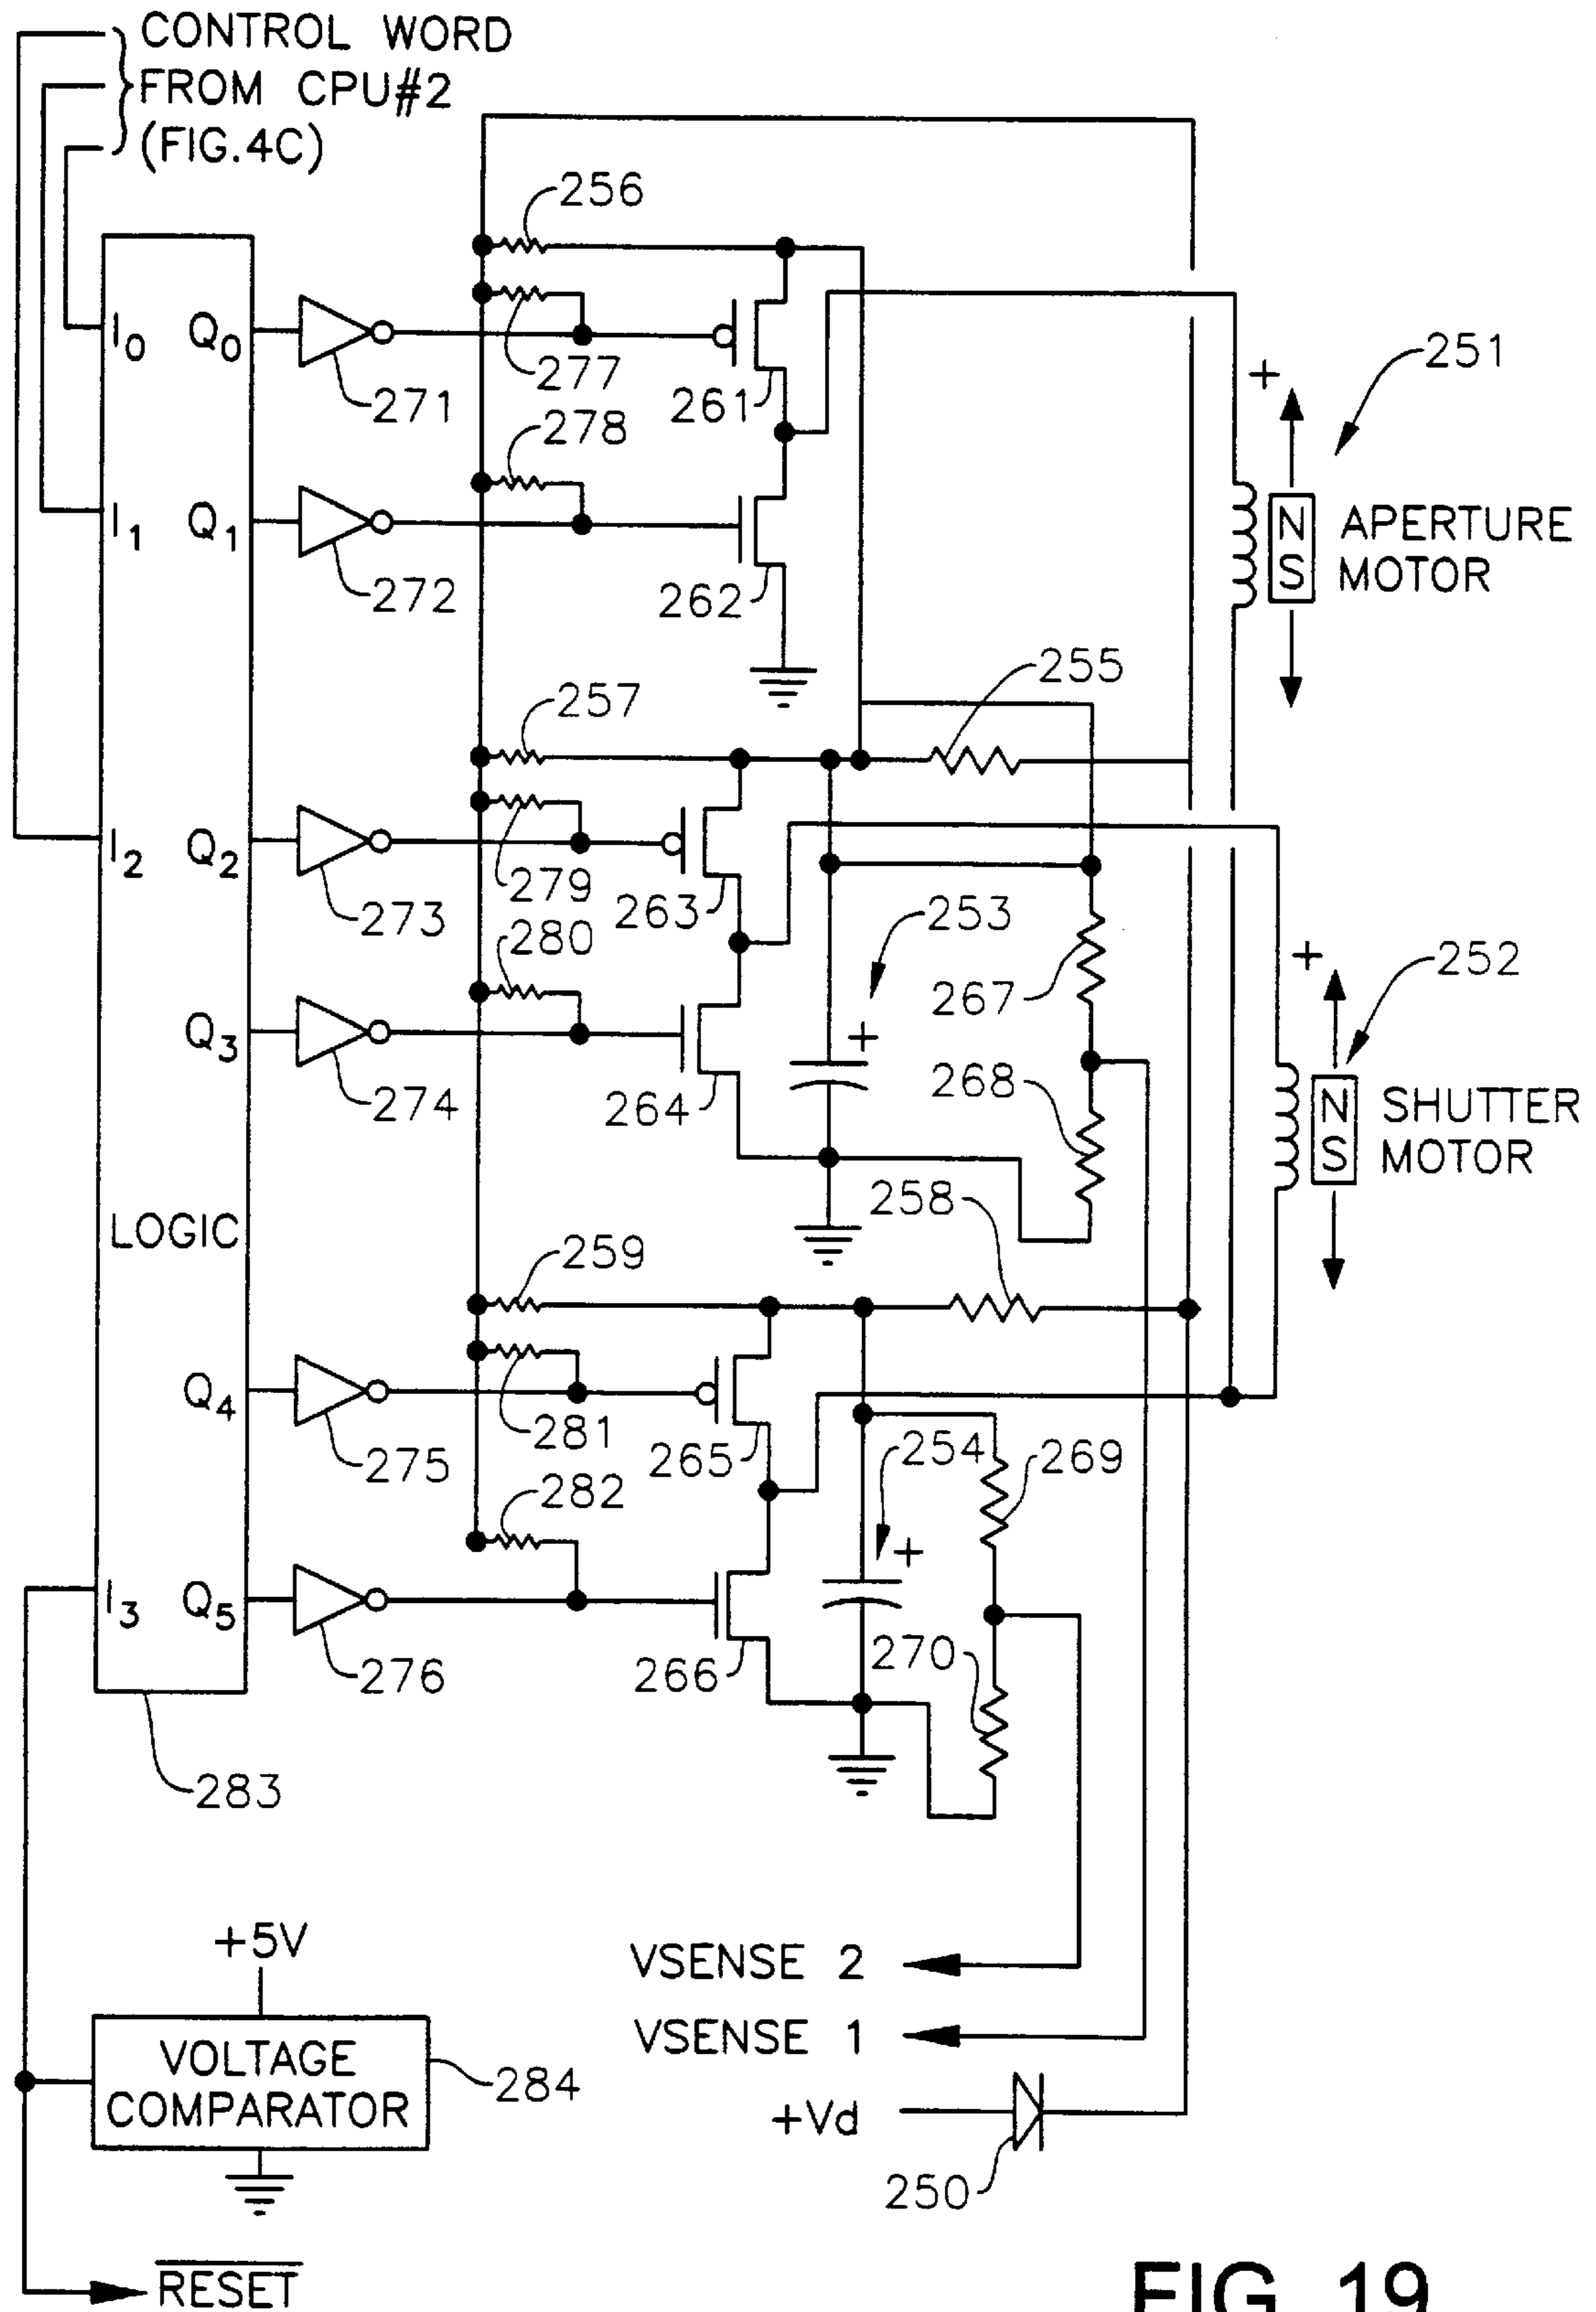 CONTROL WORD
FROM CPU#2
(FIG.4C)
256
277
261
271
278
272
262
I0 Q0
I1 Q1
251
+
N
S
APERTURE
MOTOR
255
257
I2 Q2
273
279
263
280
253
+
267
252
+
Q3
274
264
268
N
S
SHUTTER
MOTOR
258
LOGIC
259
Q4
275
281
265
254
+
269
282
I3 Q5
276
266
270
283
+5V
VSENSE 2
VSENSE 1
VOLTAGE
COMPARATOR
284
+Vd
250
RESET
FIG. 19